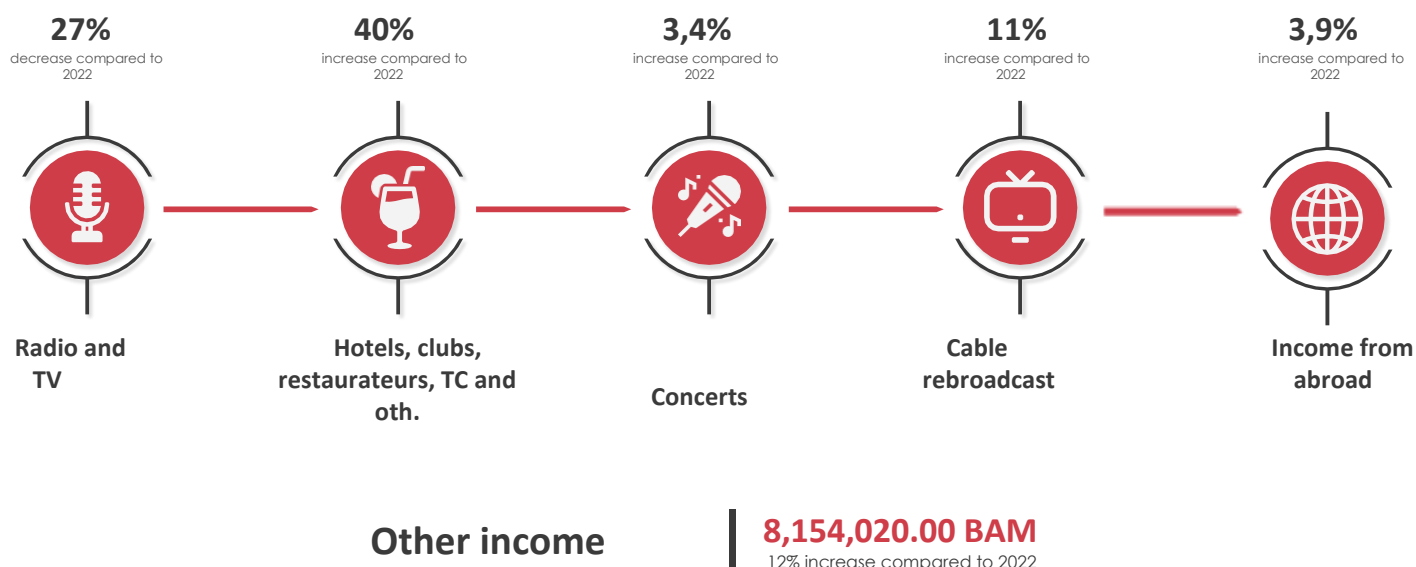 27%
decrease compared to
2022
40%
increase compared to
2022
3,4%
increase compared to
2022
11%
increase compared to
2022
3,9%
increase compared to
2022
Radio and
TV
Hotels, clubs,
restaurateurs, TC and
oth.
Concerts
Cable
rebroadcast
Income from
abroad
Other income
8,154,020.00 BAM
12% increase compared to 2022